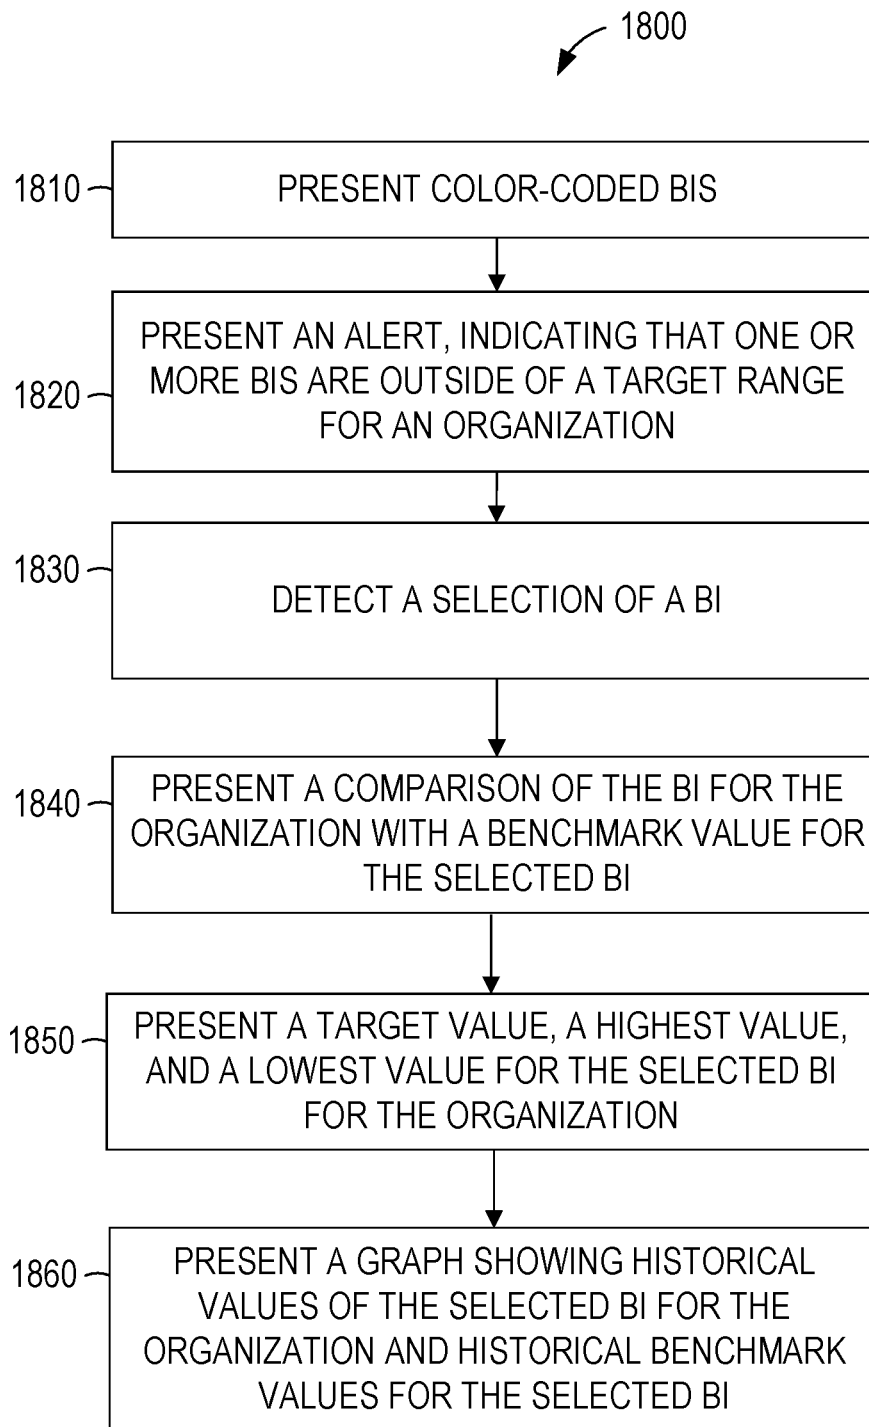 1800
1810
PRESENT COLOR-CODED BIS
PRESENT AN ALERT, INDICATING THAT ONE OR
MORE BIS ARE OUTSIDE OF A TARGET RANGE
FOR AN ORGANIZATION
1820
1830
DETECT A SELECTION OF A BI
1840
PRESENT A COMPARISON OF THE BI FOR THE
ORGANIZATION WITH A BENCHMARK VALUE FOR
THE SELECTED BI
1850
PRESENT A TARGET VALUE, A HIGHEST VALUE,
AND A LOWEST VALUE FOR THE SELECTED BI
FOR THE ORGANIZATION
1860
PRESENT A GRAPH SHOWING HISTORICAL
VALUES OF THE SELECTED BI FOR THE
ORGANIZATION AND HISTORICAL BENCHMARK
VALUES FOR THE SELECTED BI